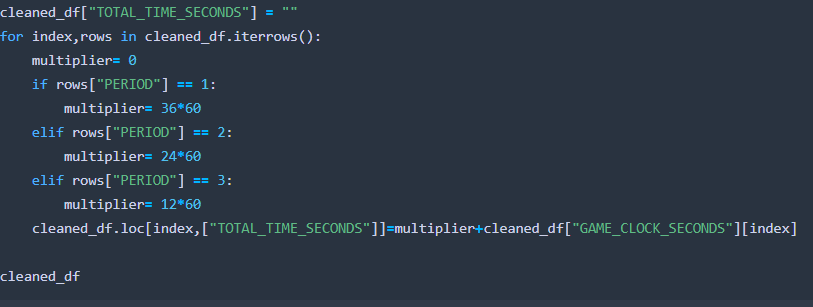 cleaned_df["TOTAL_TIME_SECONDS"] = ""
for index,rows in cleaned_df.iterrows():
    multiplier= 0
    if rows["PERIOD"] == 1:
        multiplier= 36*60
    elif rows["PERIOD"] == 2:
        multiplier= 24*60
    elif rows["PERIOD"] == 3:
        multiplier= 12*60
    cleaned_df.loc[index,["TOTAL_TIME_SECONDS"]]=multiplier+cleaned_df["GAME_CLOCK_SECONDS"][index]
cleaned_df